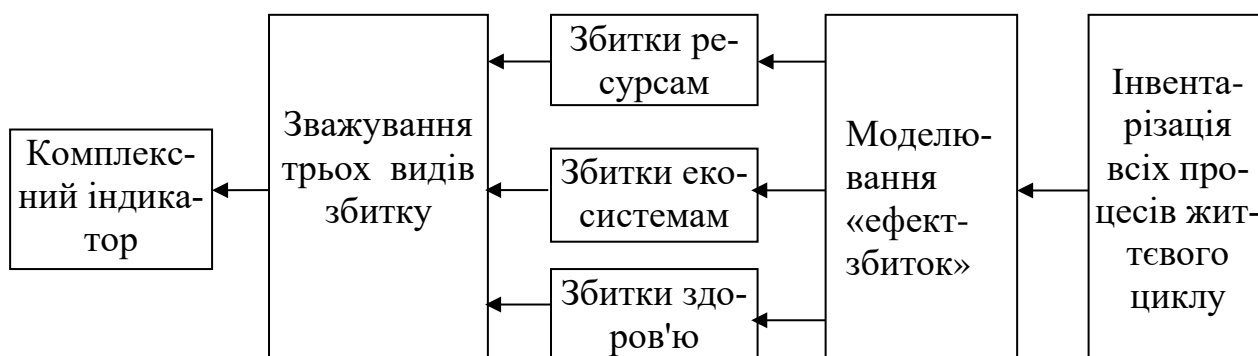 Комплекс-
ний індика-
тор
Зважування
трьох видів
збитку
Збитки ре-
сурсам
Збитки еко-
системам
Збитки здо-
ров'ю
Моделю-
вання
«ефект-
збиток»
Інвента-
різація
всіх про-
цесів жит-
тєвого
циклу